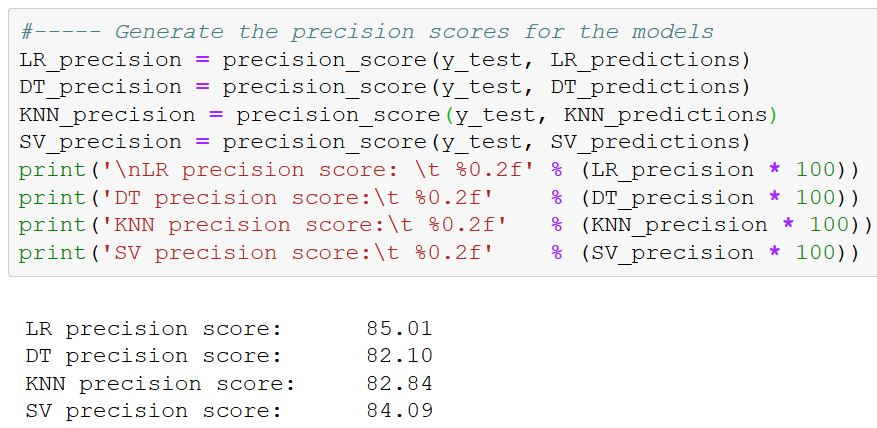 #----- Generate the precision scores for the models
LR_precision = precision_score(y_test, LR_predictions)
DT_precision = precision_score(y_test, DT_predictions)
KNN_precision = precision_score(y_test, KNN_predictions)
SV_precision = precision_score(y_test, SV_predictions)
print('\nLR precision score: \t %0.2f' % (LR_precision * 100))
print('DT precision score:\t %0.2f'    % (DT_precision * 100))
print('KNN precision score:\t %0.2f'   % (KNN_precision * 100))
print('SV precision score:\t %0.2f'    % (SV_precision * 100))
LR precision score:      85.01
DT precision score:      82.10
KNN precision score:     82.84
SV precision score:      84.09